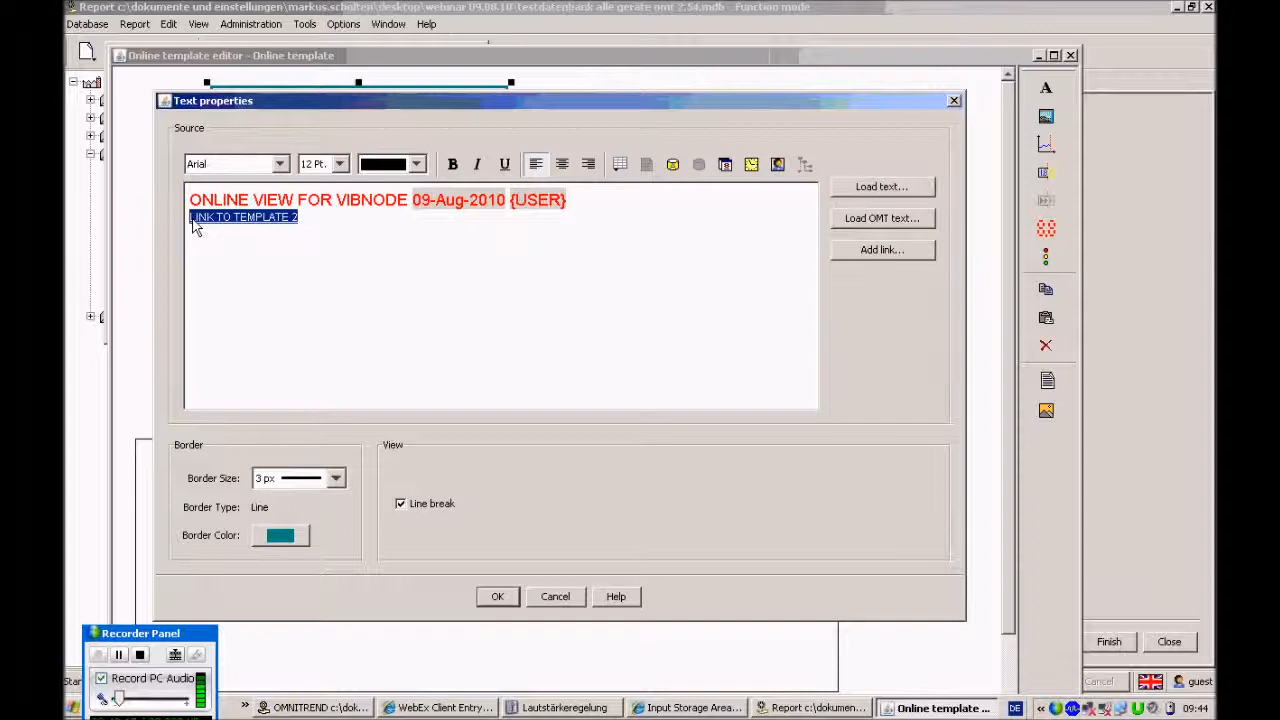 Report c:\dokumente und einstellungen\markus.scholten\desktop\webinar 09.08.10\testdatenbank alle geräte omt 2.54.mdb - Function mode
Database Report Edit View Administration Tools Options Window Help
Online template editor - Online template
Text properties
Source
Arial 12 Pt. B I U
A
Load text...
ONLINE VIEW FOR VIBNODE 09-Aug-2010 {USER}
LINK TO TEMPLATE 2
Load OMT text...
Add link...
Border
View
Border Size: 3 px
Line break
Border Type: Line
Border Color:
OK Cancel Help
Recorder Panel
Finish Close
Record PC Audio
Cancel guest
» OMNITREND c:\dok... WebEx Client Entry... Lautstärkeregelung Input Storage Area... Report c:\dokumen... Online template ... DE « 09:44